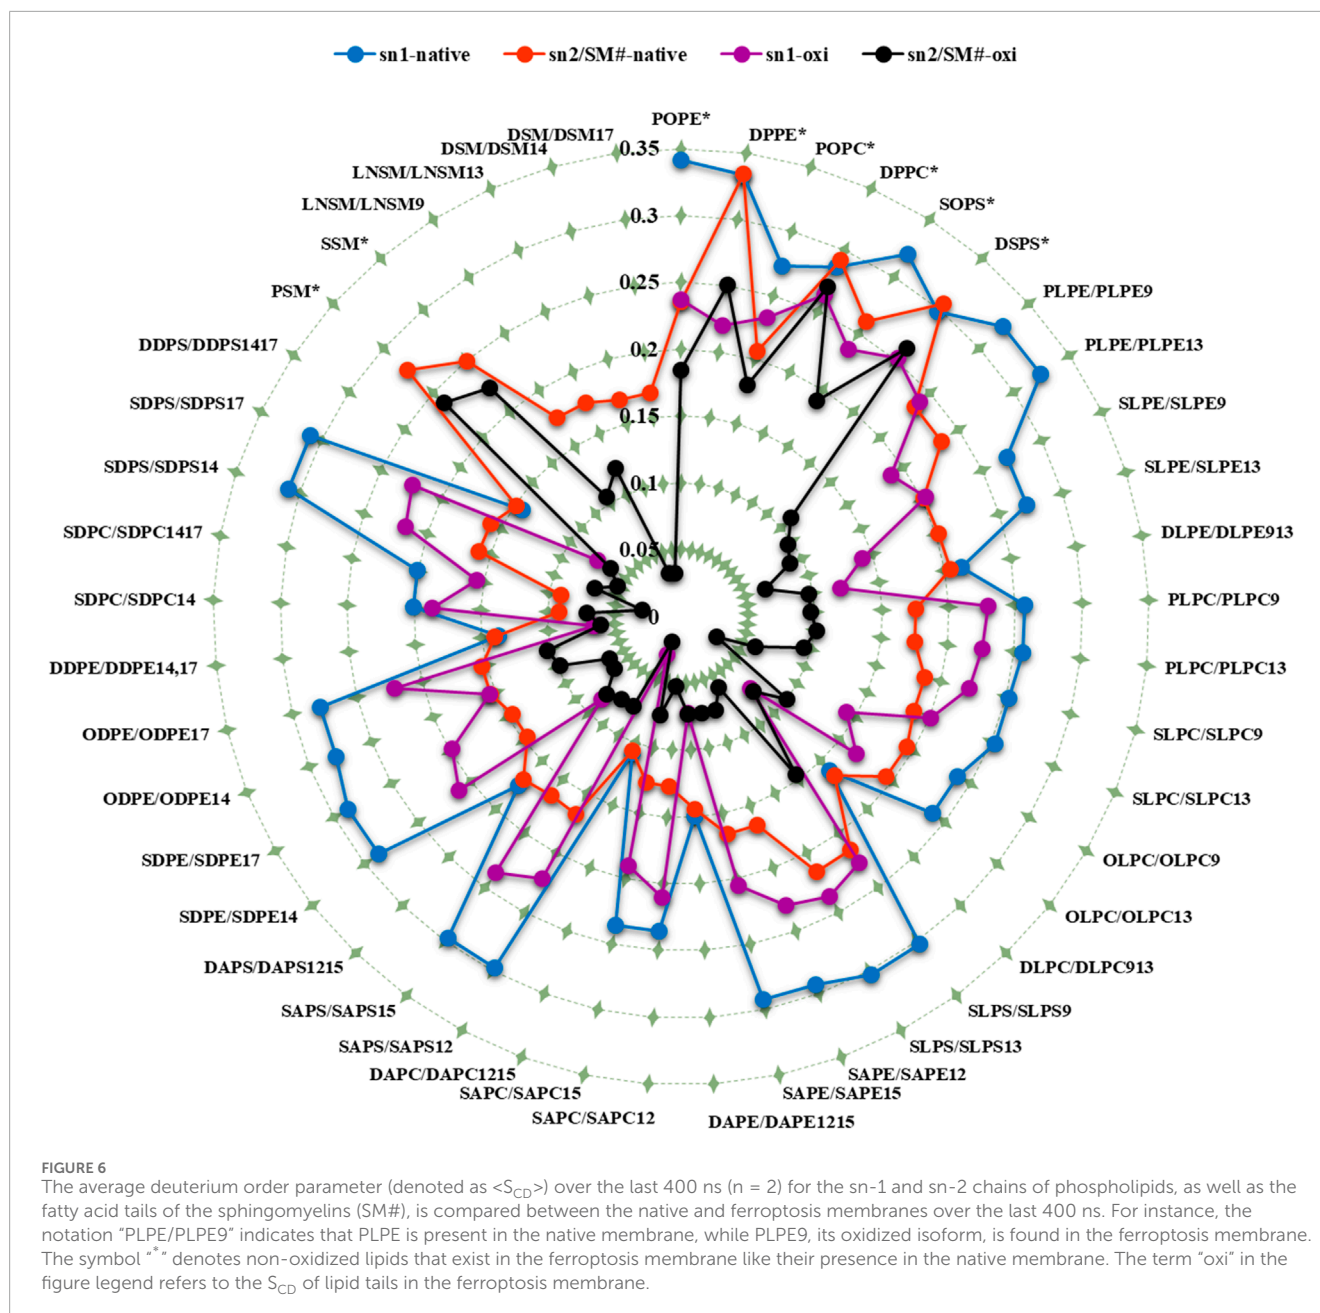 sn1-native sn2/SM#-native sn1-oxi sn2/SM#-oxi
POPE*
DPPE*
POPC*
DPPC*
SOPS*
DSPS*
PLPE/PLPE9
PLPE/PLPE13
SLPE/SLPE9
SLPE/SLPE13
DLPE/DLPE913
PLPC/PLPC9
PLPC/PLPC13
SLPC/SLPC9
SLPC/SLPC13
OLPC/OLPC9
OLPC/OLPC13
DLPC/DLPC913
SLPS/SLPS9
SLPS/SLPS13
SAPE/SAPE12
SAPE/SAPE15
DAPE/DAPE1215
SAPC/SAPC12
SAPC/SAPC15
DAPC/DAPC1215
SAPS/SAPS12
SAPS/SAPS15
DAPS/DAPS1215
SDPE/SDPE14
SDPE/SDPE17
ODPE/ODPE14
ODPE/ODPE17
DDPE/DDPE14,17
SDPC/SDPC14
SDPC/SDPC1417
SDPS/SDPS14
SDPS/SDPS17
DDPS/DDPS1417
PSM*
SSM*
LNSM/LNSM9
LNSM/LNSM13
DSM/DSM14
DSM/DSM17
0.35
0.3
0.25
0.2
0.15
0.1
0.05
0
FIGURE 6
The average deuterium order parameter (denoted as <S_CD>) over the last 400 ns (n = 2) for the sn-1 and sn-2 chains of phospholipids, as well as the
fatty acid tails of the sphingomyelins (SM#), is compared between the native and ferroptosis membranes over the last 400 ns. For instance, the
notation “PLPE/PLPE9” indicates that PLPE is present in the native membrane, while PLPE9, its oxidized isoform, is found in the ferroptosis membrane.
The symbol “*” denotes non-oxidized lipids that exist in the ferroptosis membrane like their presence in the native membrane. The term “oxi” in the
figure legend refers to the S_CD of lipid tails in the ferroptosis membrane.